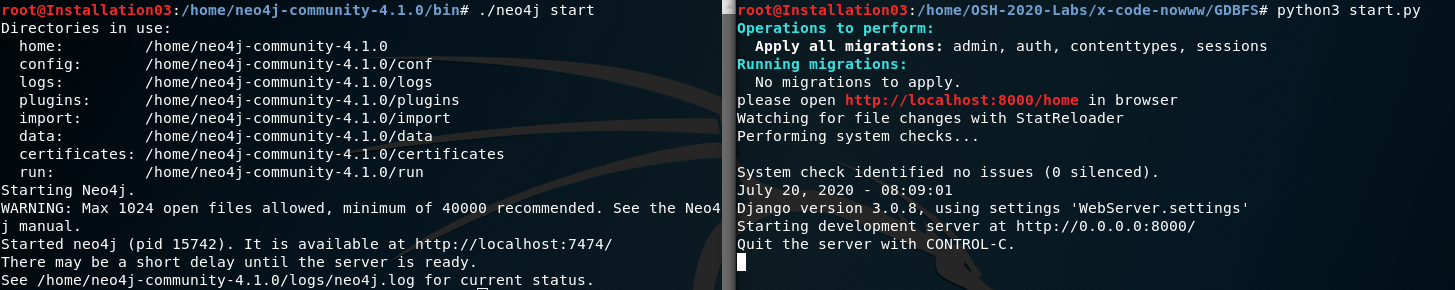 root@Installation03:/home/neo4j-community-4.1.0/bin# ./neo4j start
Directories in use:
  home:         /home/neo4j-community-4.1.0
  config:       /home/neo4j-community-4.1.0/conf
  logs:         /home/neo4j-community-4.1.0/logs
  plugins:      /home/neo4j-community-4.1.0/plugins
  import:       /home/neo4j-community-4.1.0/import
  data:         /home/neo4j-community-4.1.0/data
  certificates: /home/neo4j-community-4.1.0/certificates
  run:          /home/neo4j-community-4.1.0/run
Starting Neo4j.
WARNING: Max 1024 open files allowed, minimum of 40000 recommended. See the Neo4
j manual.
Started neo4j (pid 15742). It is available at http://localhost:7474/
There may be a short delay until the server is ready.
See /home/neo4j-community-4.1.0/logs/neo4j.log for current status.
root@Installation03:/home/OSH-2020-Labs/x-code-nowww/GDBFS# python3 start.py
Operations to perform:
  Apply all migrations: admin, auth, contenttypes, sessions
Running migrations:
  No migrations to apply.
please open http://localhost:8000/home in browser
Watching for file changes with StatReloader
Performing system checks...

System check identified no issues (0 silenced).
July 20, 2020 - 08:09:01
Django version 3.0.8, using settings 'WebServer.settings'
Starting development server at http://0.0.0.0:8000/
Quit the server with CONTROL-C.